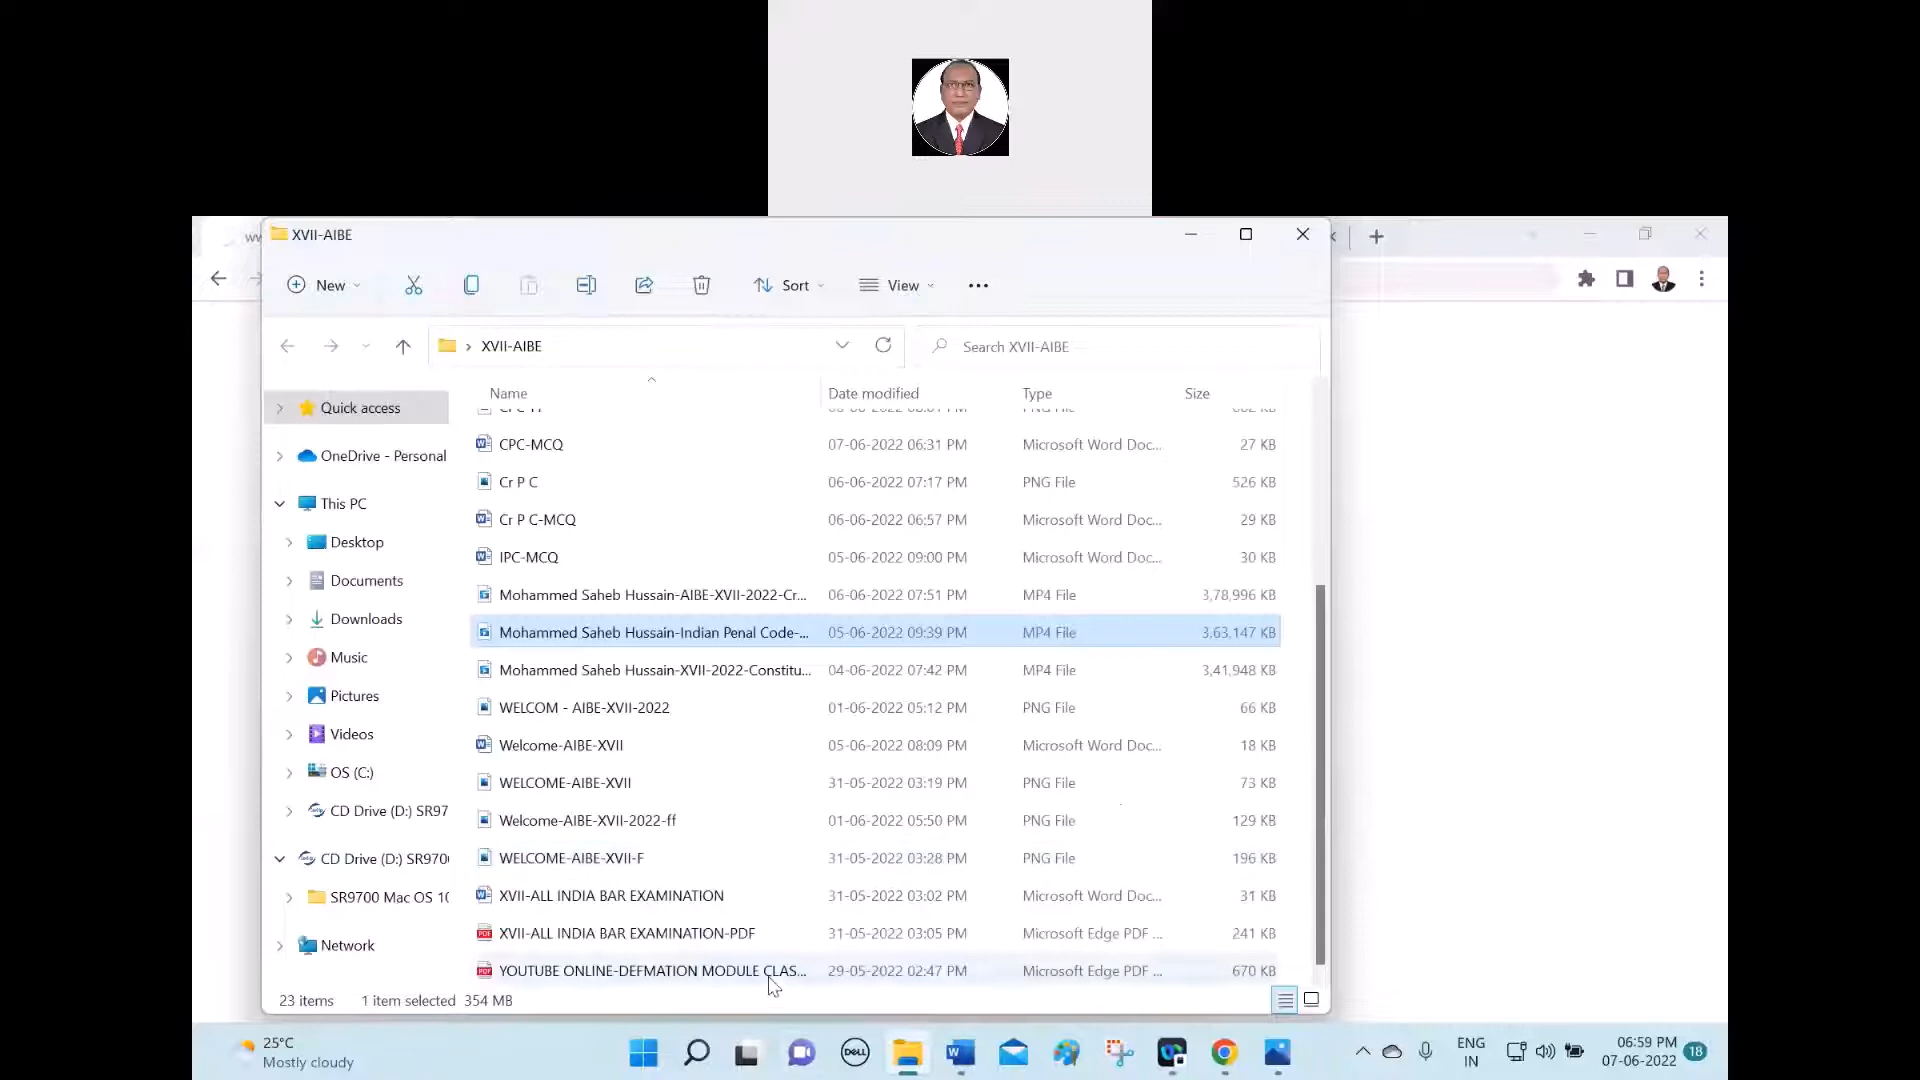 XVII-AIBE
New
Sort
View
XVII-AIBE
Search XVII-AIBE
Name Date modified Type Size
Quick access
OneDrive - Personal
This PC
Desktop
Documents
Downloads
Music
Pictures
Videos
OS (C:)
CD Drive (D:) SR97
CD Drive (D:) SR970
SR9700 Mac OS 10
Network
CPC-MCQ 07-06-2022 06:31 PM Microsoft Word Doc... 27 KB
Cr P C 06-06-2022 07:17 PM PNG File 526 KB
Cr P C-MCQ 06-06-2022 06:57 PM Microsoft Word Doc... 29 KB
IPC-MCQ 05-06-2022 09:00 PM Microsoft Word Doc... 30 KB
Mohammed Saheb Hussain-AIBE-XVII-2022-Cr... 06-06-2022 07:51 PM MP4 File 3,78,996 KB
Mohammed Saheb Hussain-Indian Penal Code-... 05-06-2022 09:39 PM MP4 File 3,63,147 KB
Mohammed Saheb Hussain-XVII-2022-Constitu... 04-06-2022 07:42 PM MP4 File 3,41,948 KB
WELCOM - AIBE-XVII-2022 01-06-2022 05:12 PM PNG File 66 KB
Welcome-AIBE-XVII 05-06-2022 08:09 PM Microsoft Word Doc... 18 KB
WELCOME-AIBE-XVII 31-05-2022 03:19 PM PNG File 73 KB
Welcome-AIBE-XVII-2022-ff 01-06-2022 05:50 PM PNG File 129 KB
WELCOME-AIBE-XVII-F 31-05-2022 03:28 PM PNG File 196 KB
XVII-ALL INDIA BAR EXAMINATION 31-05-2022 03:02 PM Microsoft Word Doc... 31 KB
XVII-ALL INDIA BAR EXAMINATION-PDF 31-05-2022 03:05 PM Microsoft Edge PDF ... 241 KB
YOUTUBE ONLINE-DEFMATION MODULE CLAS... 29-05-2022 02:47 PM Microsoft Edge PDF ... 670 KB
23 items 1 item selected 354 MB
25°C
Mostly cloudy
DELL
ENG
IN
06:59 PM
07-06-2022
18